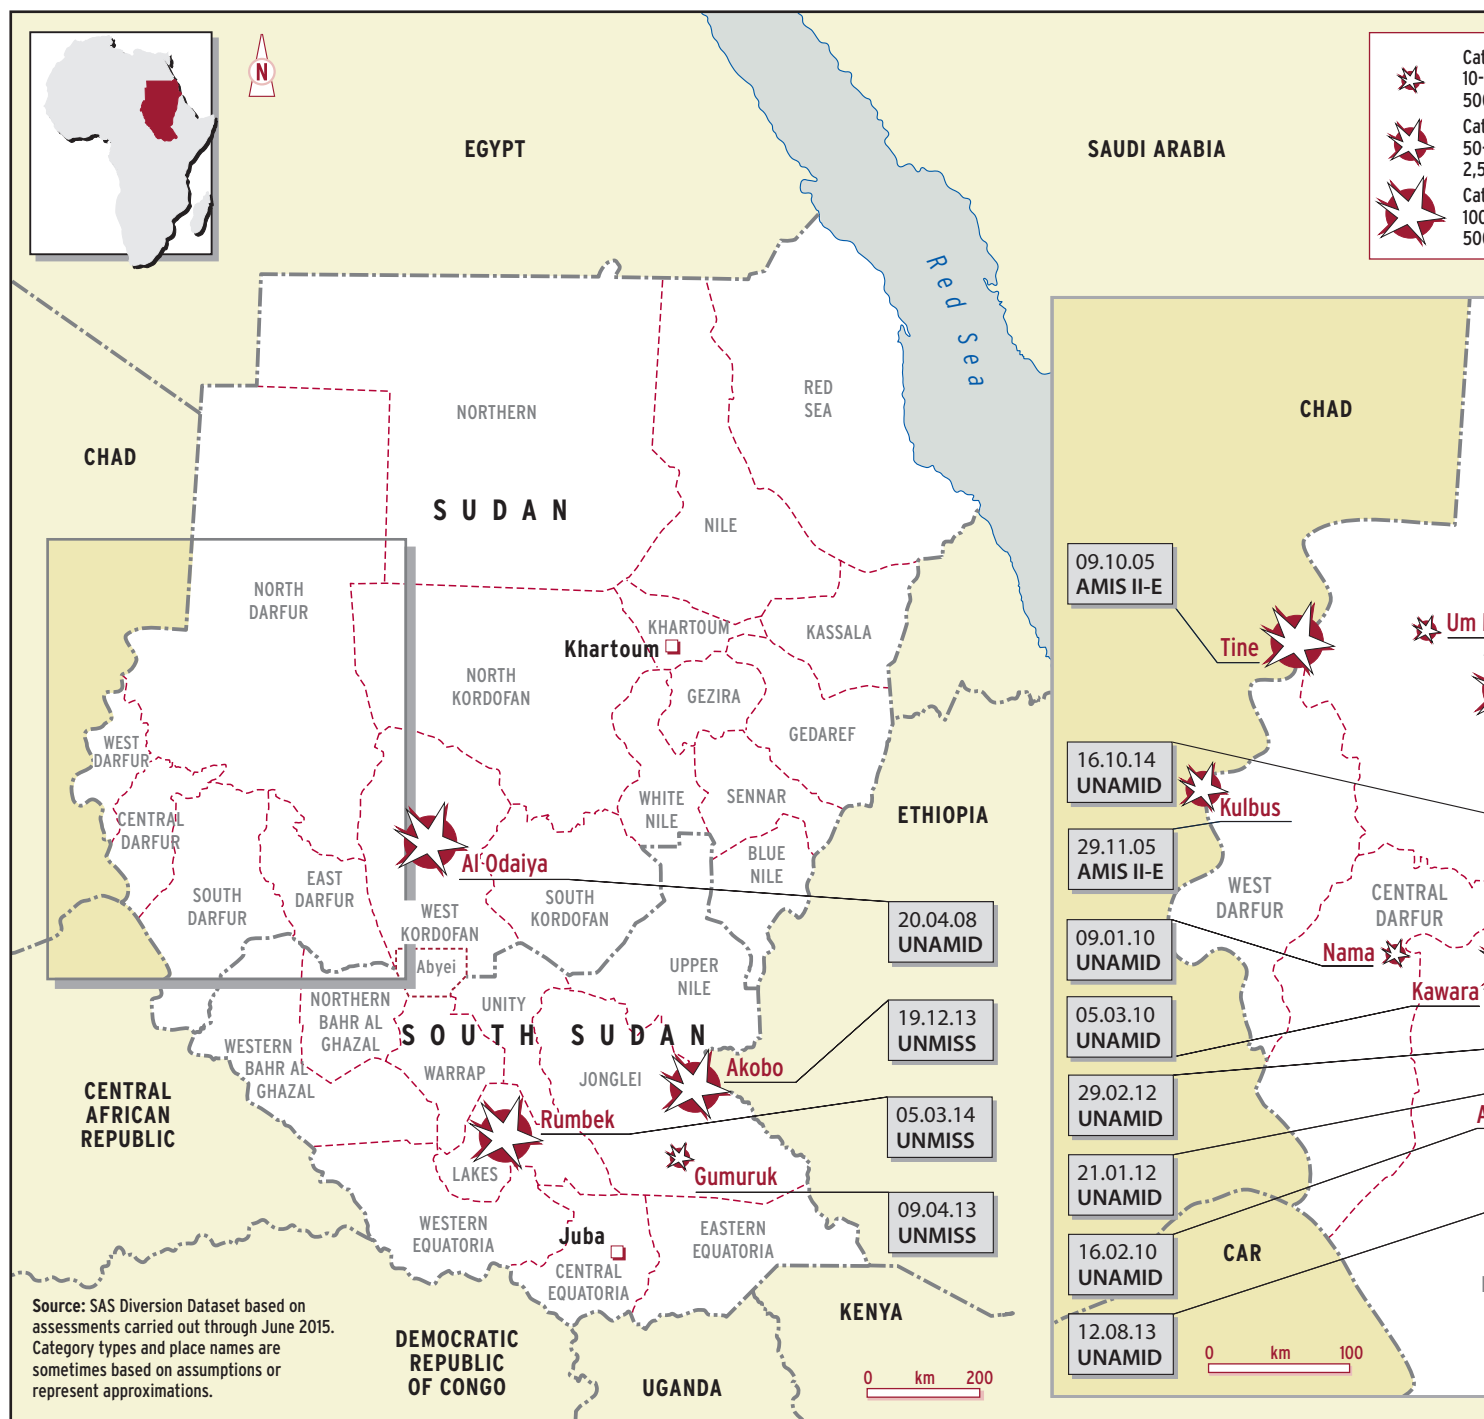 N
EGYPT
SAUDI ARABIA
10-
50-
2,5
100
Red Sea
RED
SEA
NORTHERN
CHAD
SUDAN
NILE
NORTH
DARFUR
KHARTOUM
Khartoum
KASSALA
NORTH
KORDOFAN
GEZIRA
GEDAREF
WEST
DARFUR
WHITE
NILE
SENNAR
CENTRAL
DARFUR
ETHIOPIA
BLUE
NILE
Al Odaiya
EAST
DARFUR
SOUTH
DARFUR
SOUTH
KORDOFAN
WEST
KORDOFAN
20.04.08
UNAMID
Abyei
UPPER
NILE
UNITY
NORTHERN
BAHR AL
GHAZAL
SOUTH SUDAN
19.12.13
UNMISS
WESTERN
BAHR AL
GHAZAL
WARRAP
JONGLEI
Akobo
CENTRAL
AFRICAN
REPUBLIC
Rumbek
05.03.14
UNMISS
LAKES
Gumuruk
09.04.13
UNMISS
WESTERN
EQUATORIA
Juba
EASTERN
EQUATORIA
CENTRAL
EQUATORIA
KENYA
DEMOCRATIC
REPUBLIC
OF CONGO
UGANDA
0 km 200
Source: SAS Diversion Dataset based on
assessments carried out through June 2015.
Category types and place names are
sometimes based on assumptions or
represent approximations.
CHAD
09.10.05
AMIS II-E
Tine
Um
16.10.14
UNAMID
Kulbus
29.11.05
AMIS II-E
WEST
DARFUR
CENTRAL
DARFUR
09.01.10
UNAMID
Nama
Kawara
05.03.10
UNAMID
29.02.12
UNAMID
21.01.12
UNAMID
16.02.10
UNAMID
CAR
12.08.13
UNAMID
0 km 100